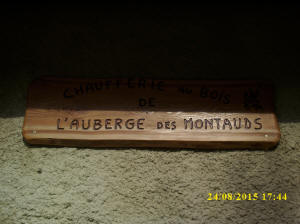 CHAUFFERIE AU BOIS
DE
L'AUBERGE DES MONTAUDS
24/08/2015 17:44